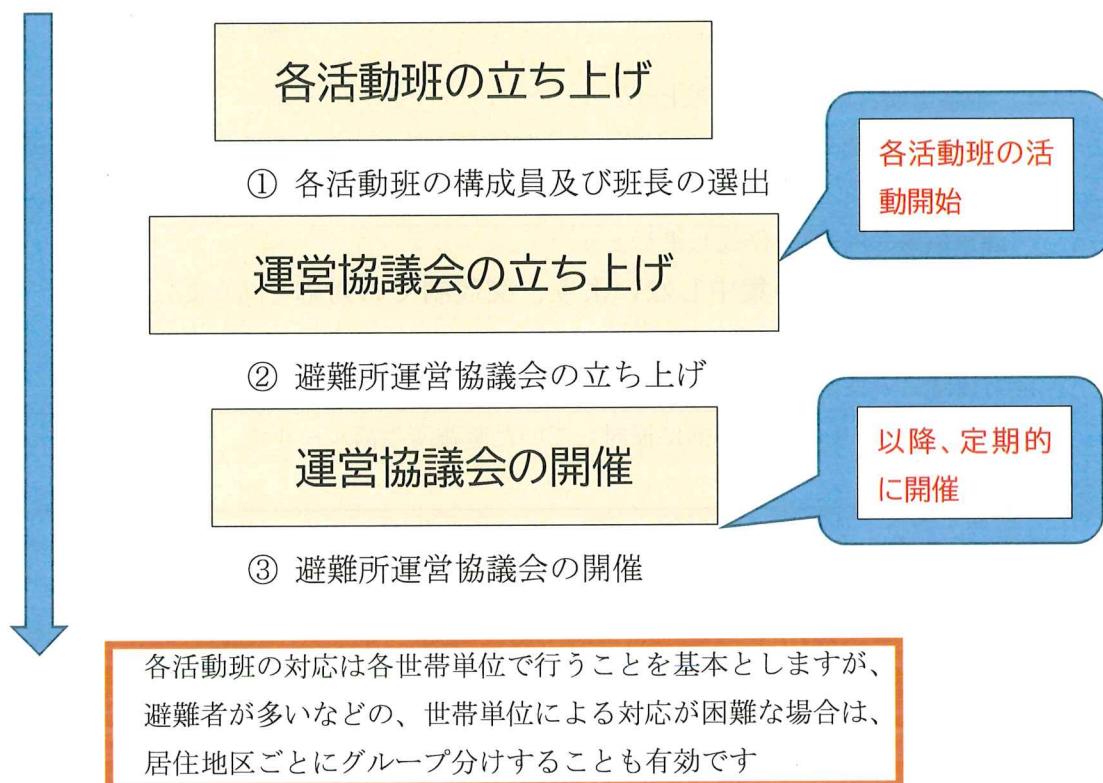 各活動班の立ち上げ
① 各活動班の構成員及び班長の選出
各活動班の活
動開始
運営協議会の立ち上げ
② 避難所運営協議会の立ち上げ
運営協議会の開催
以降、定期的
に開催
③ 避難所運営協議会の開催
各活動班の対応は各世帯単位で行うことを基本としますが、
避難者が多いなどの、世帯単位による対応が困難な場合は、
居住地区ごとにグループ分けすることも有効です